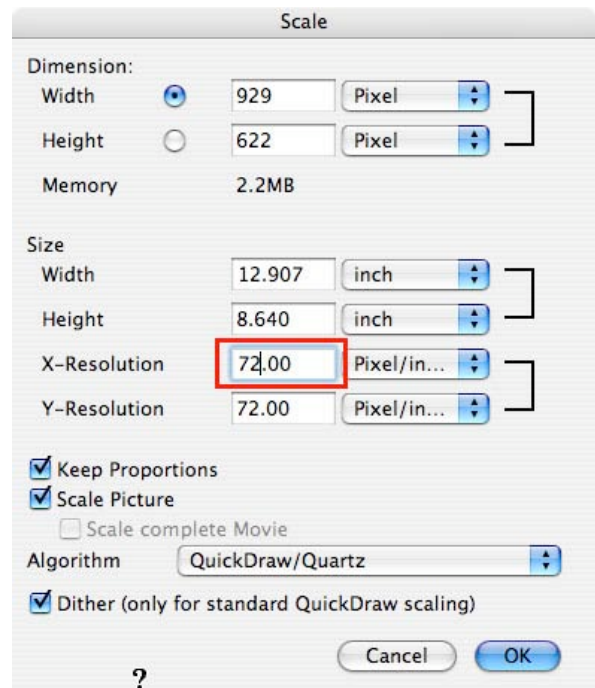 Scale
Dimension:
Width 929 Pixel
Height 622 Pixel
Memory 2.2MB
Size
Width 12.907 inch
Height 8.640 inch
X-Resolution 72.00 Pixel/in...
Y-Resolution 72.00 Pixel/in...
Keep Proportions
Scale Picture
Scale complete Movie
Algorithm QuickDraw/Quartz
Dither (only for standard QuickDraw scaling)
Cancel OK
?